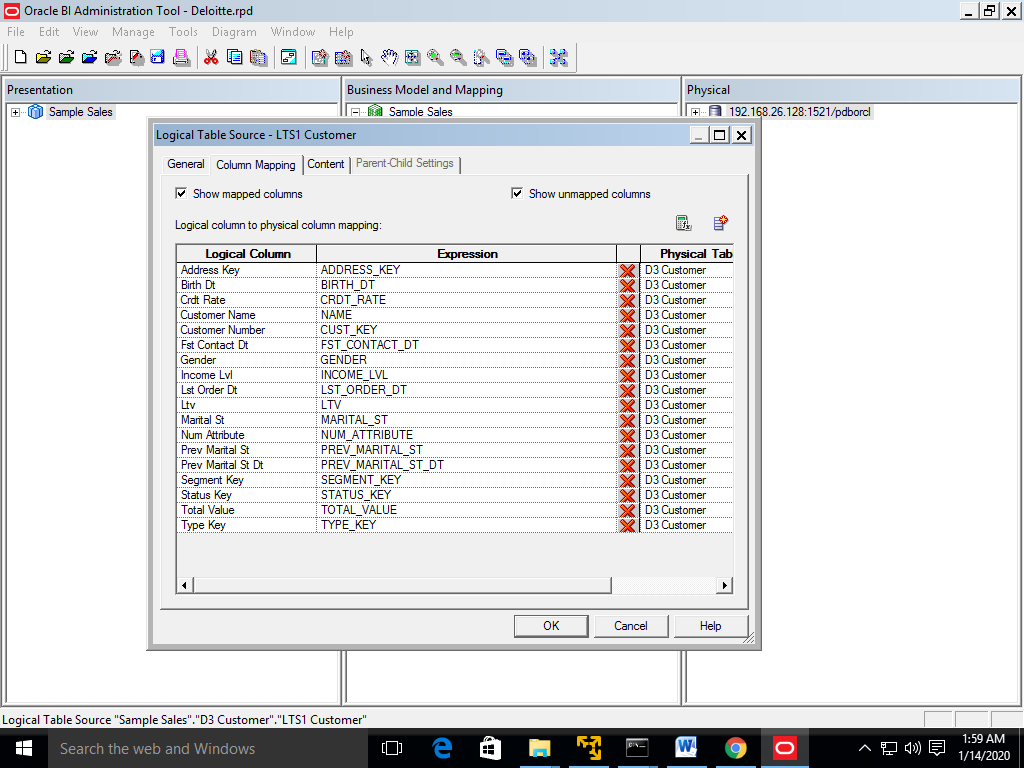 Oracle BI Administration Tool - Deloitte.rpd
File Edit View Manage Tools Diagram Window Help
Presentation
Business Model and Mapping
Physical
Sample Sales
Sample Sales
192.168.26.128:1521/pdborcl
Logical Table Source - LTS1 Customer
General Column Mapping Content Parent-Child Settings
Show mapped columns
Show unmapped columns
Logical column to physical column mapping:
Logical Column Expression Physical Tab
Address Key ADDRESS_KEY D3 Customer
Birth Dt BIRTH_DT D3 Customer
Crdt Rate CRDT_RATE D3 Customer
Customer Name NAME D3 Customer
Customer Number CUST_KEY D3 Customer
Fst Contact Dt FST_CONTACT_DT D3 Customer
Gender GENDER D3 Customer
Income Lvl INCOME_LVL D3 Customer
Lst Order Dt LST_ORDER_DT D3 Customer
Ltv LTV D3 Customer
Marital St MARITAL_ST D3 Customer
Num Attribute NUM_ATTRIBUTE D3 Customer
Prev Marital St PREV_MARITAL_ST D3 Customer
Prev Marital St Dt PREV_MARITAL_ST_DT D3 Customer
Segment Key SEGMENT_KEY D3 Customer
Status Key STATUS_KEY D3 Customer
Total Value TOTAL_VALUE D3 Customer
Type Key TYPE_KEY D3 Customer
OK Cancel Help
Logical Table Source "Sample Sales"."D3 Customer"."LTS1 Customer"
Search the web and Windows
1:59 AM
1/14/2020